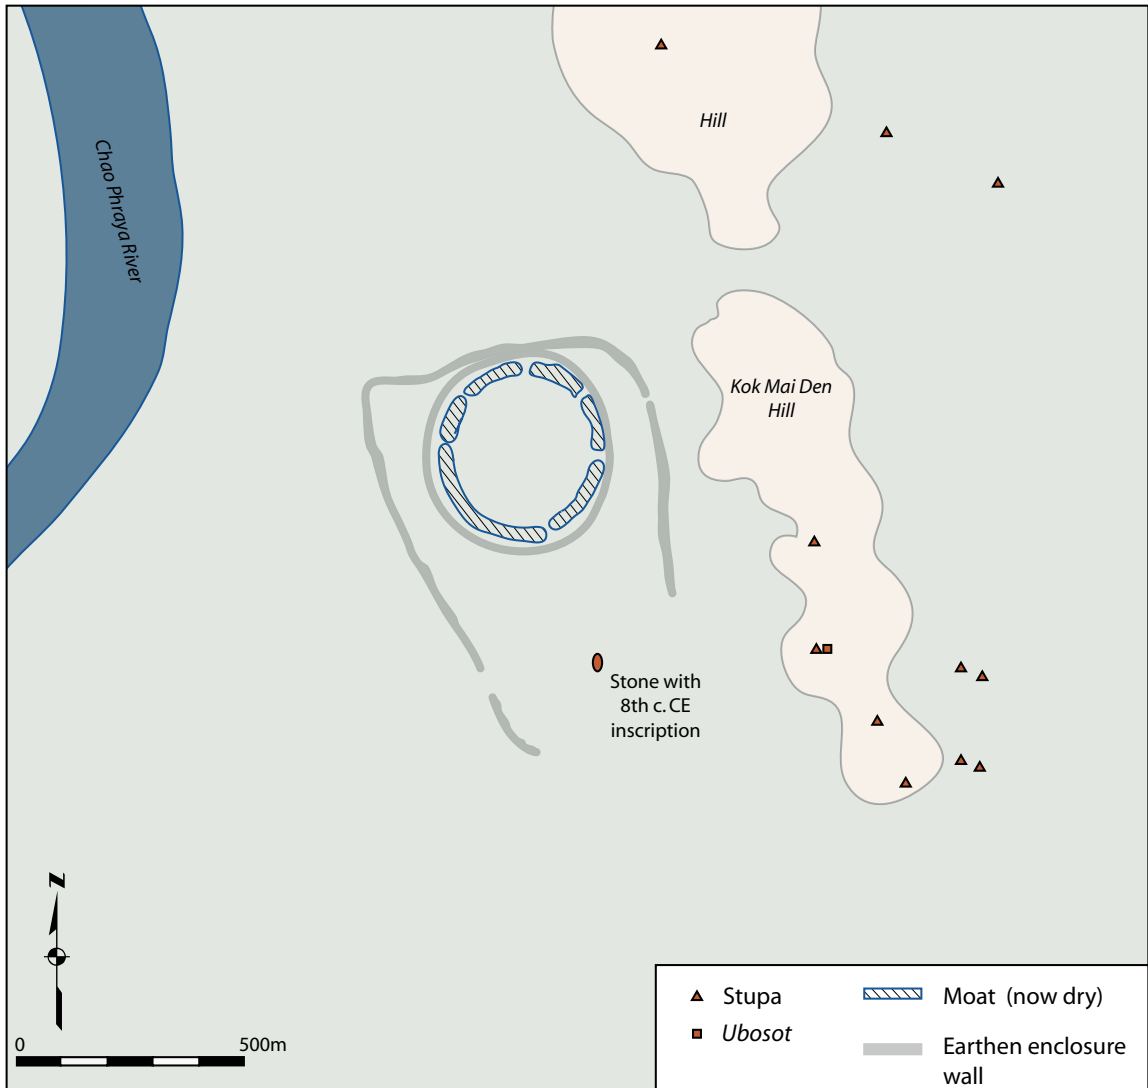 Hill
Chao Phraya River
Kok Mai Den
Hill
Stone with
8th c. CE
inscription
N
0
500m
Stupa
Moat (now dry)
Ubosot
Earthen enclosure
wall